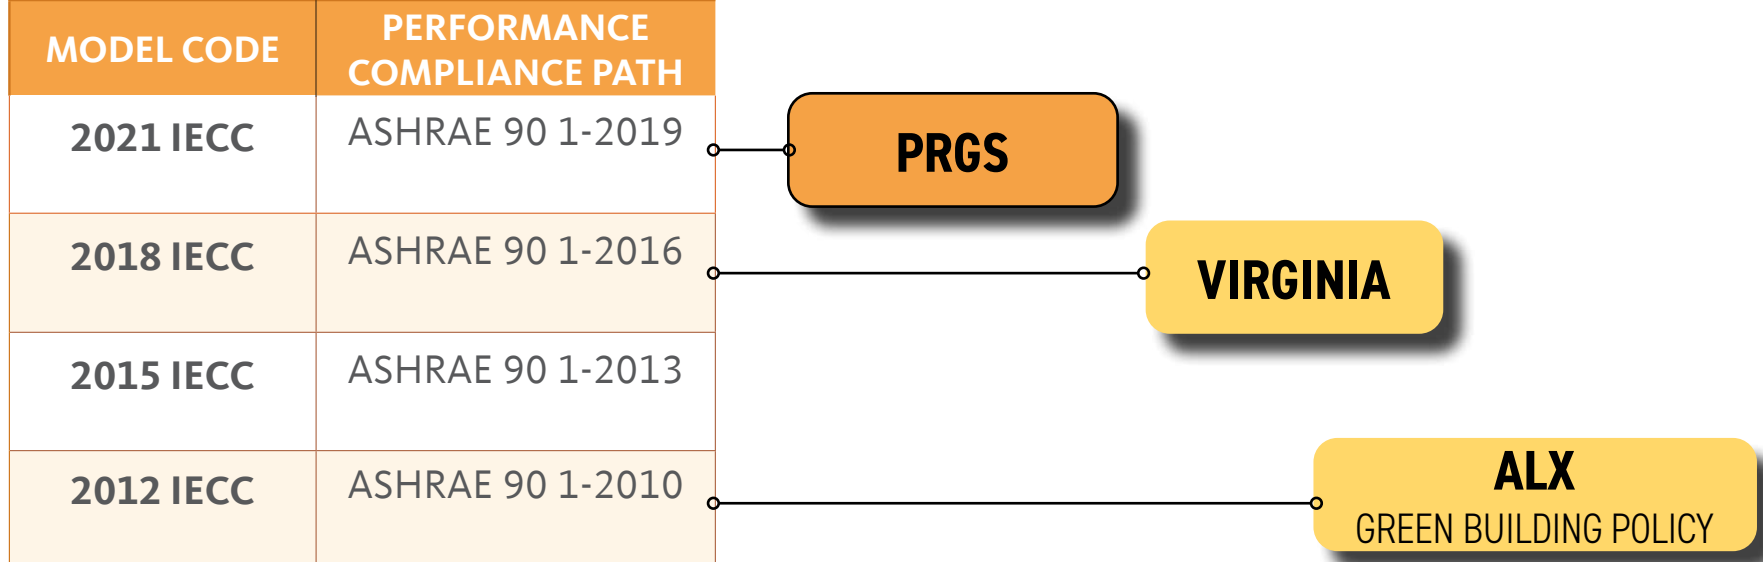 MODEL CODE
PERFORMANCE
COMPLIANCE PATH
2021 IECC
ASHRAE 90 1-2019
PRGS
2018 IECC
ASHRAE 90 1-2016
VIRGINIA
2015 IECC
ASHRAE 90 1-2013
2012 IECC
ASHRAE 90 1-2010
ALX
GREEN BUILDING POLICY